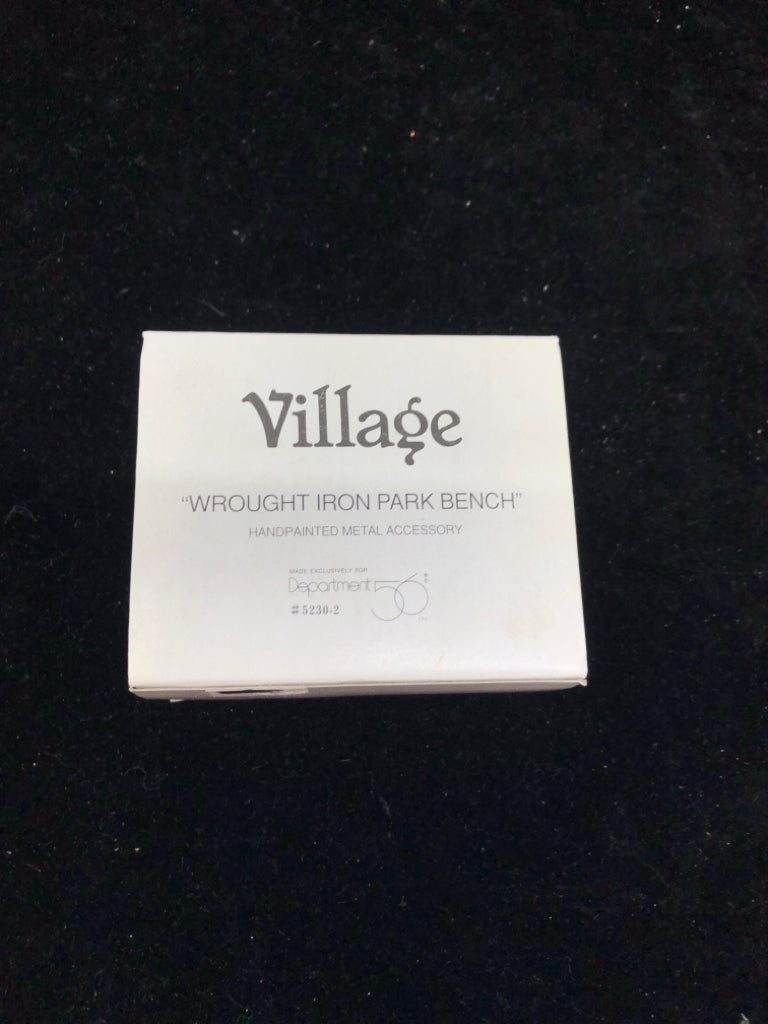 Village
“WROUGHT IRON PARK BENCH”
HANDPAINTED METAL ACCESSORY
MADE EXCLUSIVELY FOR
Department 56®
#5230-2